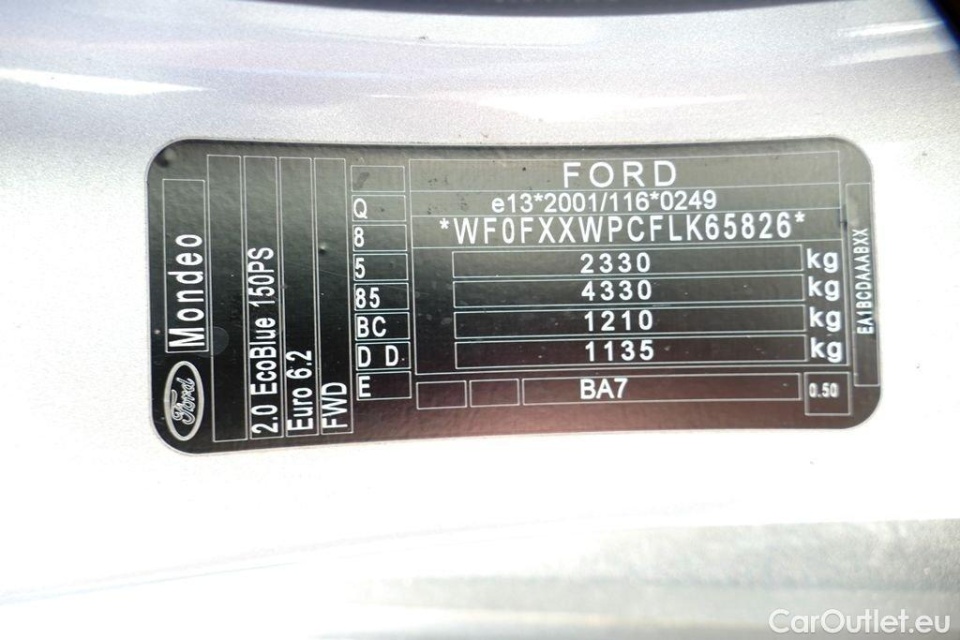 Ford
Mondeo
2.0 EcoBlue 150PS
Euro 6.2
FWD
Q
8
5
85
BC
D D
E
FORD
e13*2001/116*0249
*WF0FXXWPCFLK65826*
2330 kg
4330 kg
1210 kg
1135 kg
BA7
0.50
EA1BCDAAABXX
CarOutlet.eu